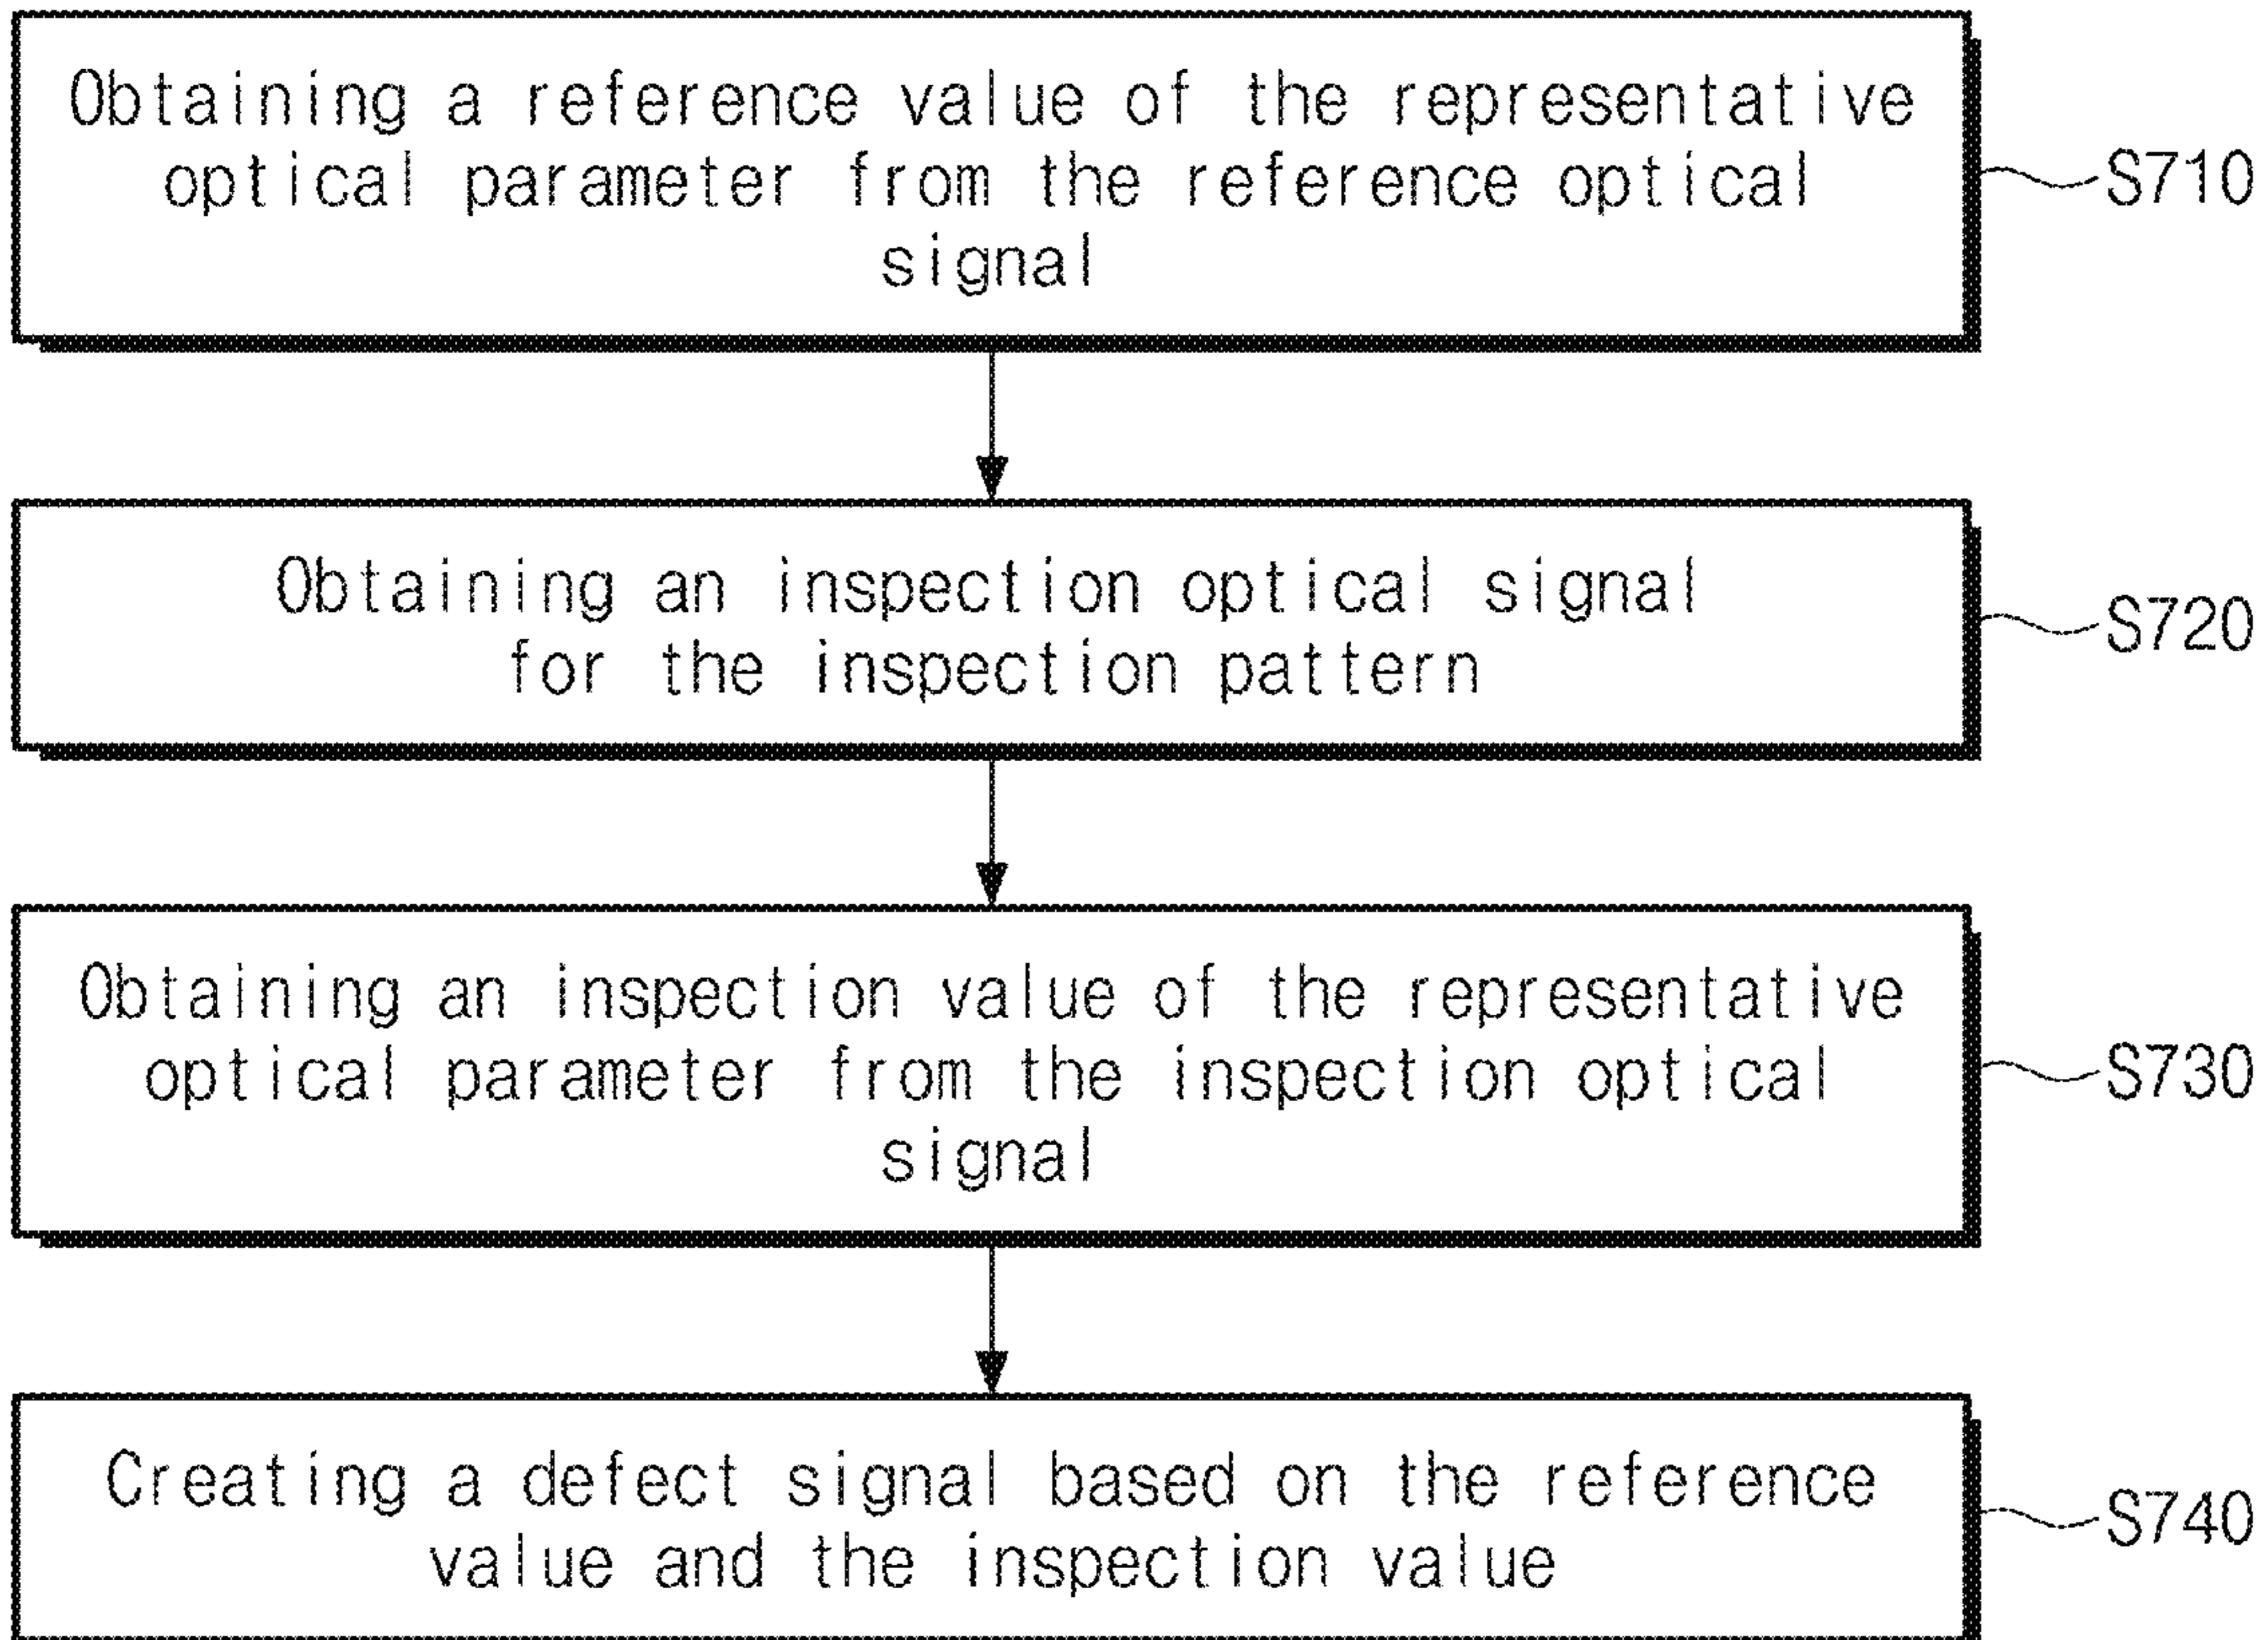 Obtaining a reference value of the representative
optical parameter from the reference optical
signal
S710
Obtaining an inspection optical signal
for the inspection pattern
S720
Obtaining an inspection value of the representative
optical parameter from the inspection optical
signal
S730
Creating a defect signal based on the reference
value and the inspection value
S740